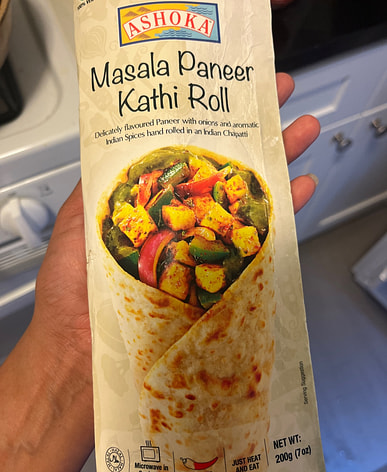 ASHOKA
Masala Paneer
Kathi Roll
Delicately flavoured Paneer with onions and aromatic
Indian Spices hand rolled in an Indian Chapatti
Serving Suggestion
Microwave in
JUST HEAT
AND EAT
NET WT:
200g (7oz)